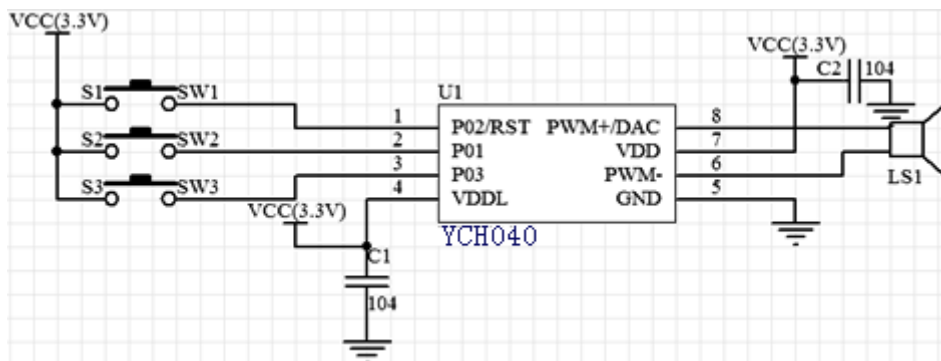 VCC(3.3V)
VCC(3.3V)
C2 104
S1 SW1
U1
1 P02/RST PWM+/DAC 8
S2 SW2
2 P01 VDD 7
3 P03 PWM- 6
S3 SW3
4 VDDL GND 5
LS1
VCC(3.3V)
YCH040
C1
104